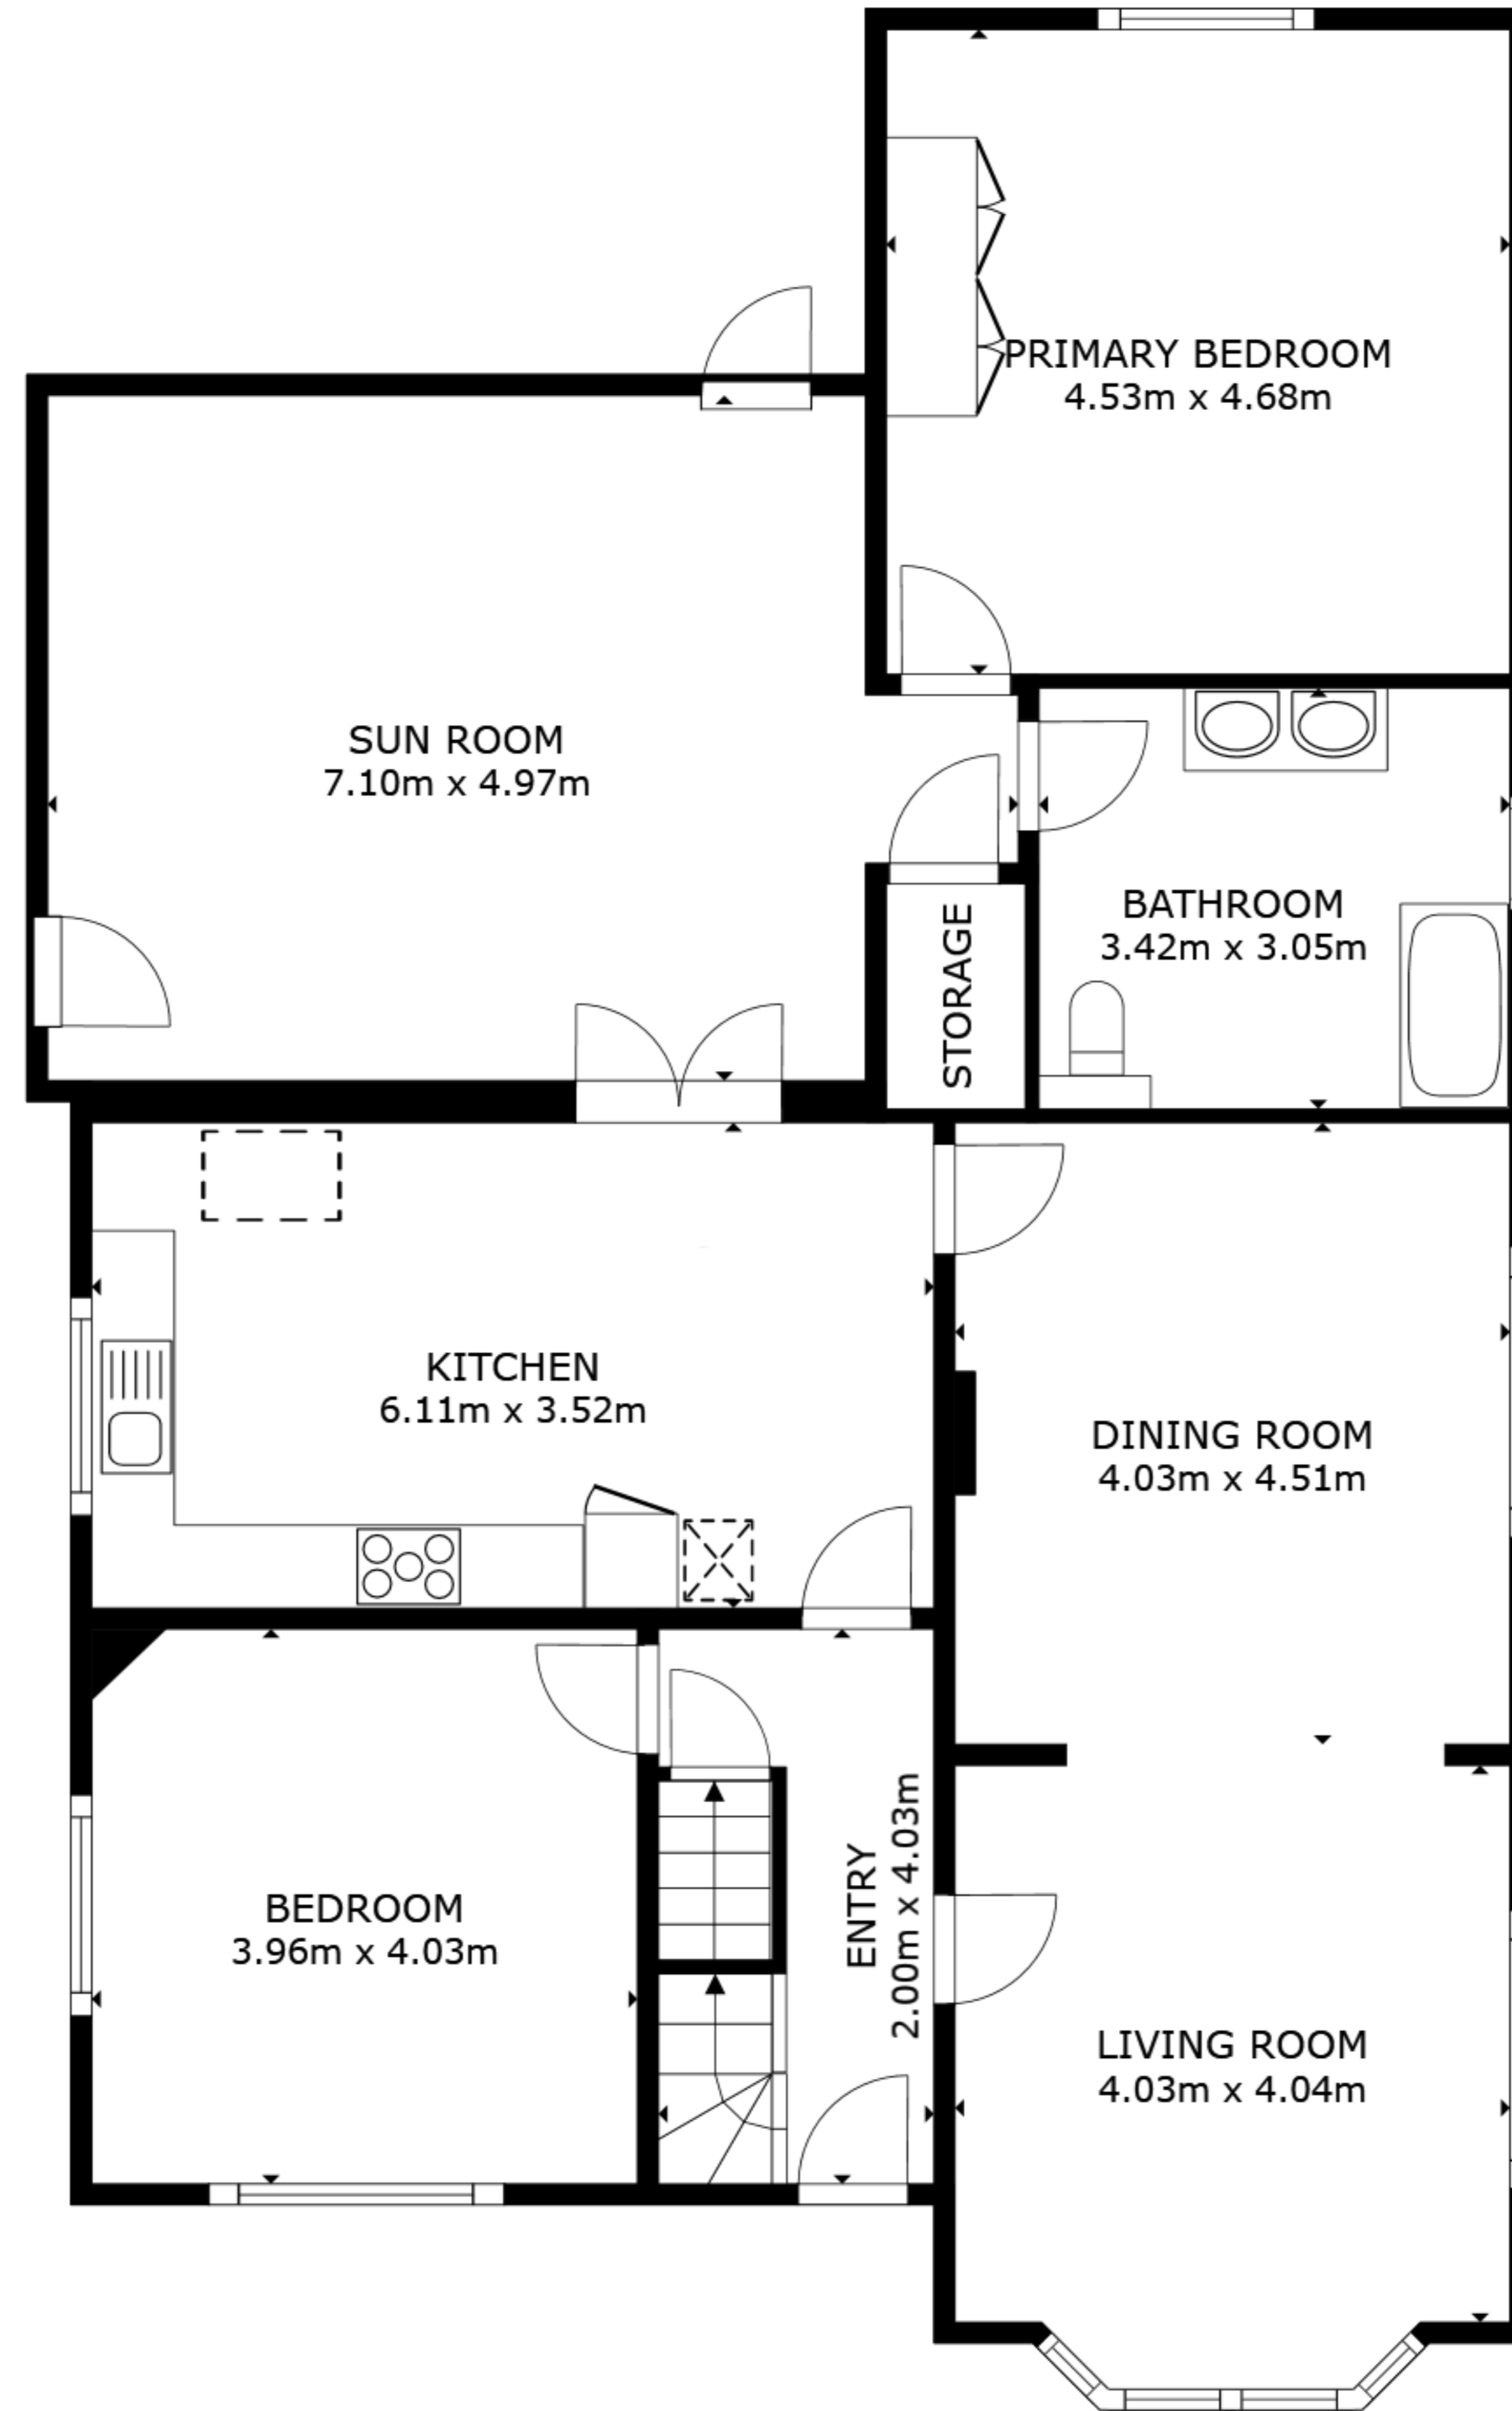 PRIMARY BEDROOM
4.53m x 4.68m
SUN ROOM
7.10m x 4.97m
BATHROOM
3.42m x 3.05m
STORAGE
KITCHEN
6.11m x 3.52m
DINING ROOM
4.03m x 4.51m
BEDROOM
3.96m x 4.03m
ENTRY
2.00m x 4.03m
LIVING ROOM
4.03m x 4.04m